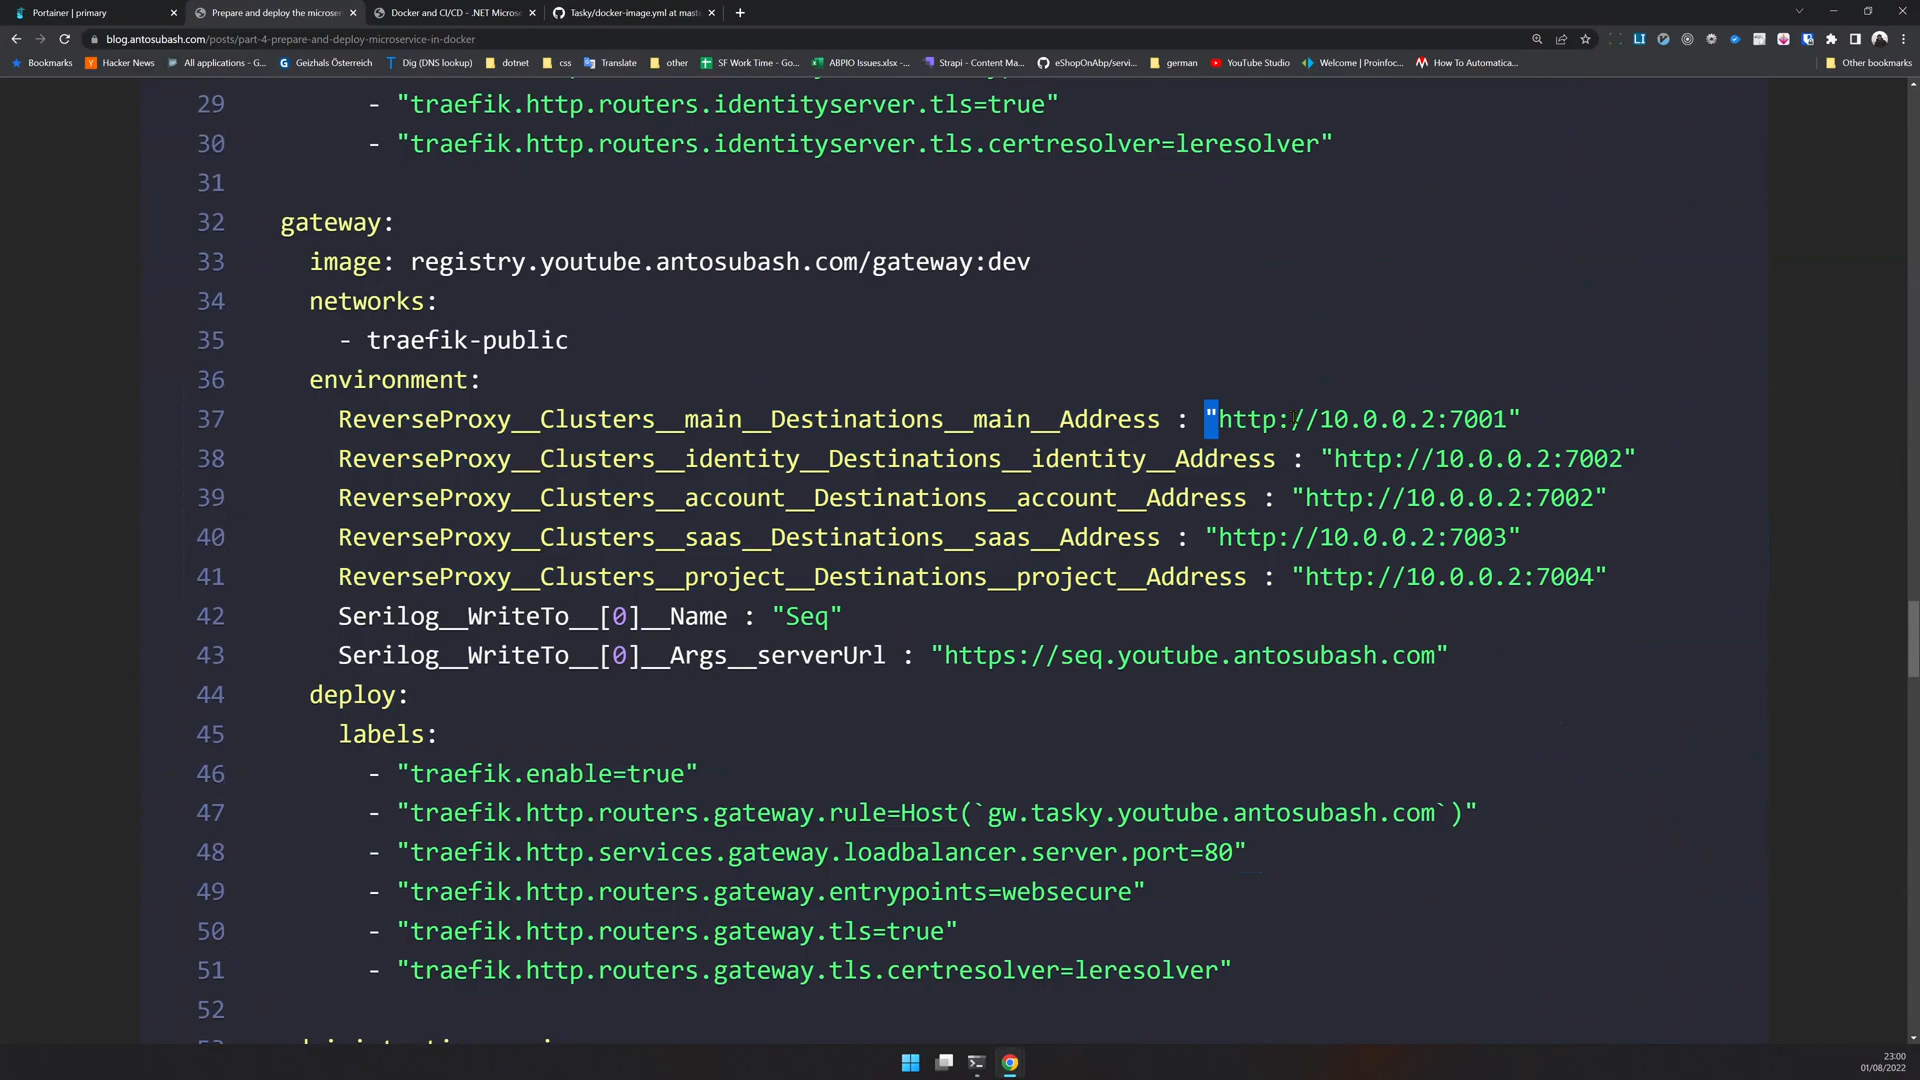 Portainer | primary
Prepare and deploy the microser
Docker and CI/CD - .NET Microse
Tasky/docker-image.yml at mast
blog.antosubash.com/posts/part-4-prepare-and-deploy-microservice-in-docker
Bookmarks
Hacker News
All applications - G...
Geizhals Österreich
Dig (DNS lookup)
dotnet
css
Translate
other
SF Work Time - Go...
ABPIO Issues.xlsx -...
Strapi - Content Ma...
eShopOnAbp/servi...
german
YouTube Studio
Welcome | Proinfoc...
How To Automatica...
Other bookmarks
29 - "traefik.http.routers.identityserver.tls=true"
30 - "traefik.http.routers.identityserver.tls.certresolver=leresolver"
31
32 gateway:
33 image: registry.youtube.antosubash.com/gateway:dev
34 networks:
35 - traefik-public
36 environment:
37 ReverseProxy__Clusters__main__Destinations__main__Address : "http://10.0.0.2:7001"
38 ReverseProxy__Clusters__identity__Destinations__identity__Address : "http://10.0.0.2:7002"
39 ReverseProxy__Clusters__account__Destinations__account__Address : "http://10.0.0.2:7002"
40 ReverseProxy__Clusters__saas__Destinations__saas__Address : "http://10.0.0.2:7003"
41 ReverseProxy__Clusters__project__Destinations__project__Address : "http://10.0.0.2:7004"
42 Serilog__WriteTo__[0]__Name : "Seq"
43 Serilog__WriteTo__[0]__Args__serverUrl : "https://seq.youtube.antosubash.com"
44 deploy:
45 labels:
46 - "traefik.enable=true"
47 - "traefik.http.routers.gateway.rule=Host(`gw.tasky.youtube.antosubash.com`)"
48 - "traefik.http.services.gateway.loadbalancer.server.port=80"
49 - "traefik.http.routers.gateway.entrypoints=websecure"
50 - "traefik.http.routers.gateway.tls=true"
51 - "traefik.http.routers.gateway.tls.certresolver=leresolver"
52
23:00
01/08/2022